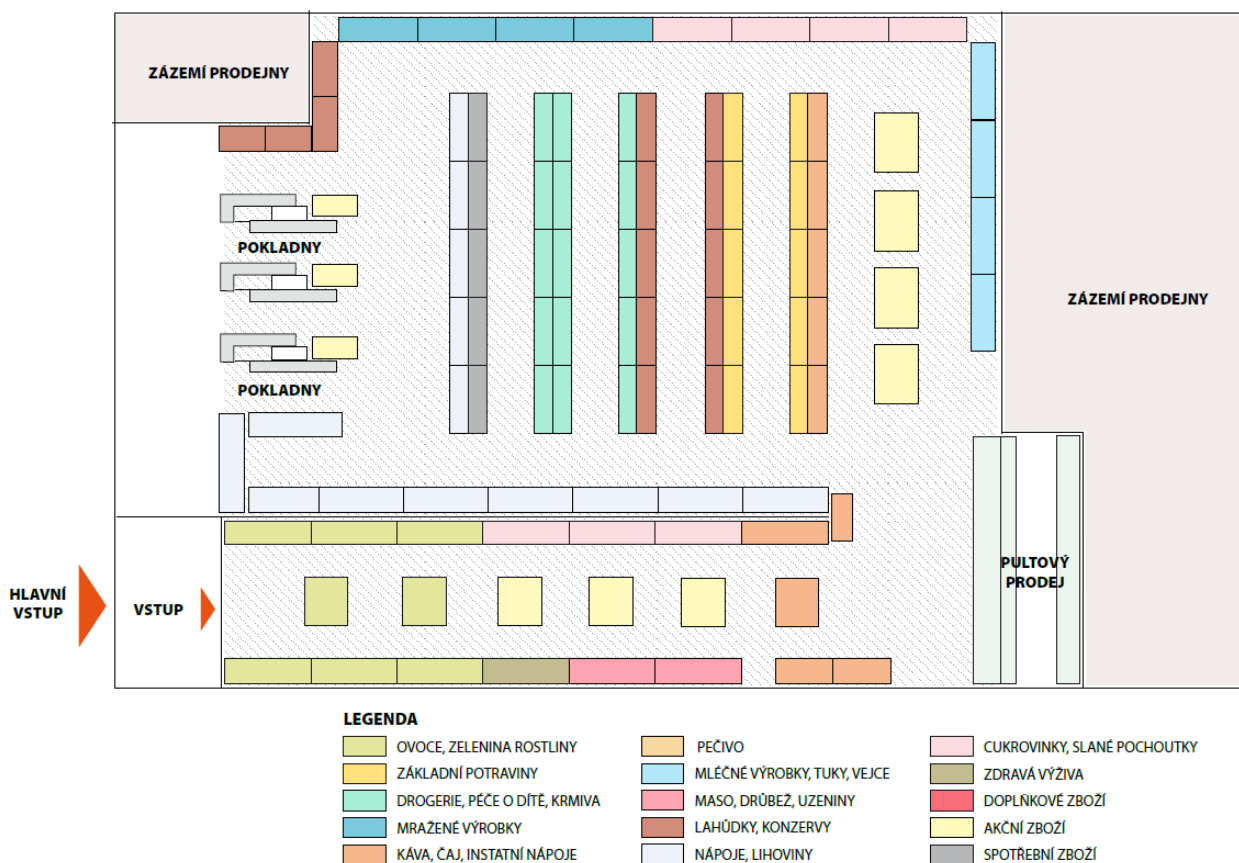 ZÁZEMÍ PRODEJNY
POKLADNY
POKLADNY
ZÁZEMÍ PRODEJNY
HLAVNÍ
VSTUP
VSTUP
PULTOVÝ
PRODEJ
LEGENDA
OVOCE, ZELENINA ROSTLINY
ZÁKLADNÍ POTRAVINY
DROGERIE, PÉČE O DÍTĚ, KRMIVA
MRAŽENÉ VÝROBKY
KÁVA, ČAJ, INSTATNÍ NÁPOJE
PEČIVO
MLÉČNÉ VÝROBKY, TUKY, VEJCE
MASO, DRŮBEŽ, UZENINY
LAHŮDKY, KONZERVY
NÁPOJE, LIHOVINY
CUKROVINKY, SLANÉ POCHOUTKY
ZDRAVÁ VÝŽIVA
DOPLŇKOVÉ ZBOŽÍ
AKČNÍ ZBOŽÍ
SPOTŘEBNÍ ZBOŽÍ